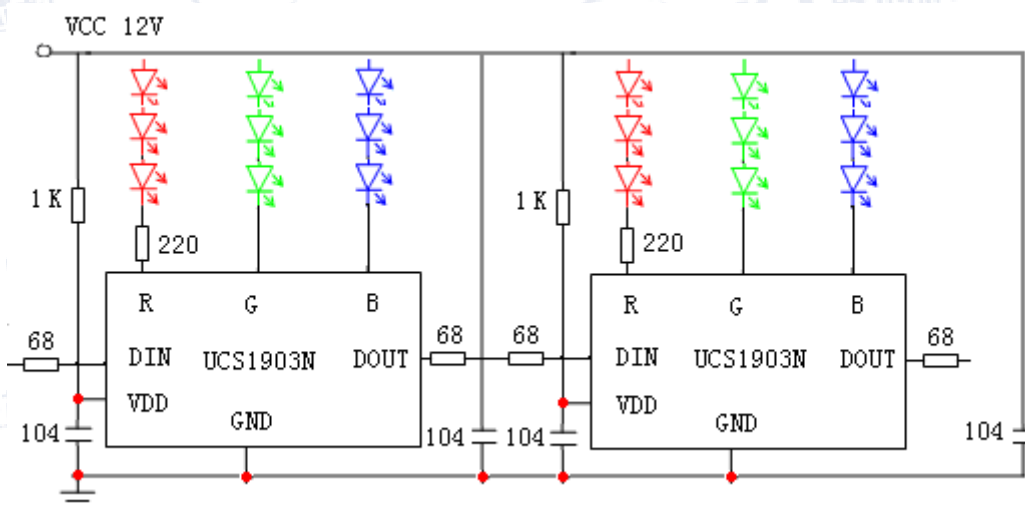 VCC 12V
1K
220
1K
220
R G B
R G B
68
DIN UCS1903N DOUT
68
68
DIN UCS1903N DOUT
68
VDD
VDD
GND
GND
104
104
104
104